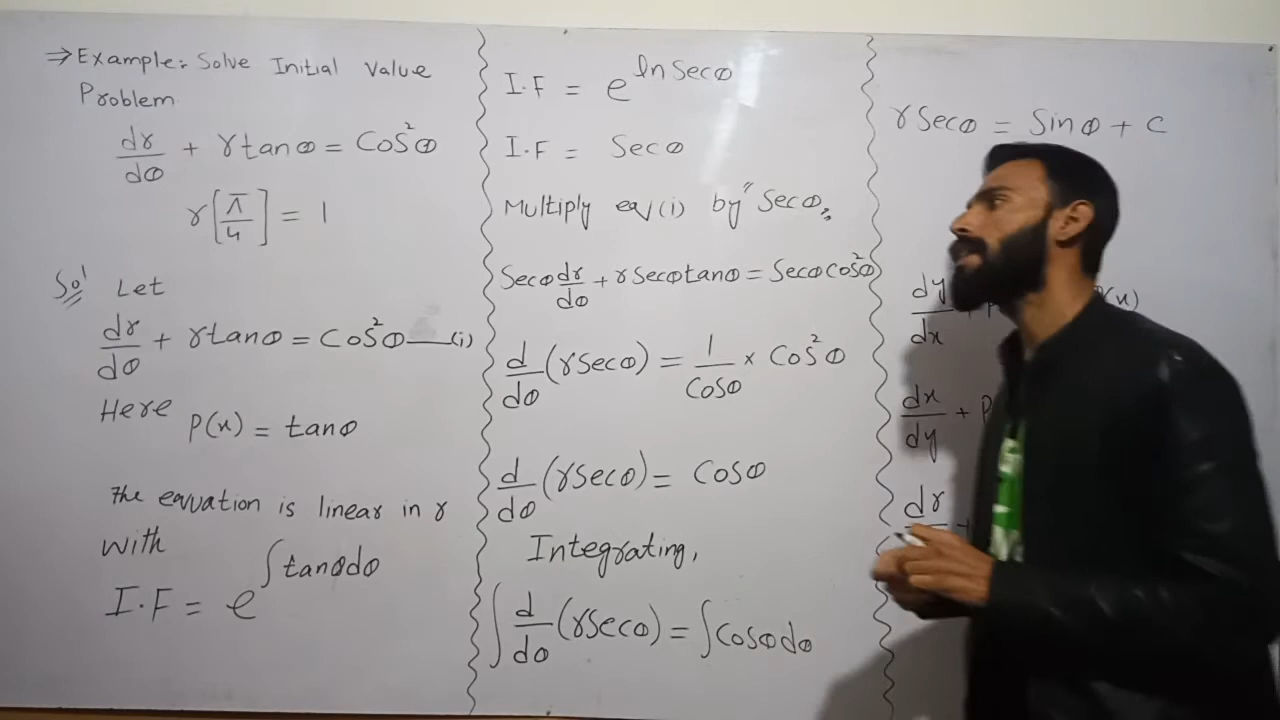 ⇒ Example: Solve Initial Value
Problem
dr/dθ + r tanθ = Cos²θ
r[π/4] = 1
Sol Let
dr/dθ + r tanθ = Cos²θ —(i)
Here P(x) = tanθ
The equation is linear in r
With
I.F = e^∫tanθdθ
I.F = e^ln Secθ
I.F = Secθ
Multiply eq(i) by "Secθ",
Secθ dr/dθ + r Secθ tanθ = Secθ Cos²θ
d/dθ (r Secθ) = 1/Cosθ × Cos²θ
d/dθ (r Secθ) = Cosθ
Integrating,
∫ d/dθ (r Secθ) = ∫ Cosθ dθ
r Secθ = Sinθ + C
dy/dx + P (x)
dx/dy + P
dr